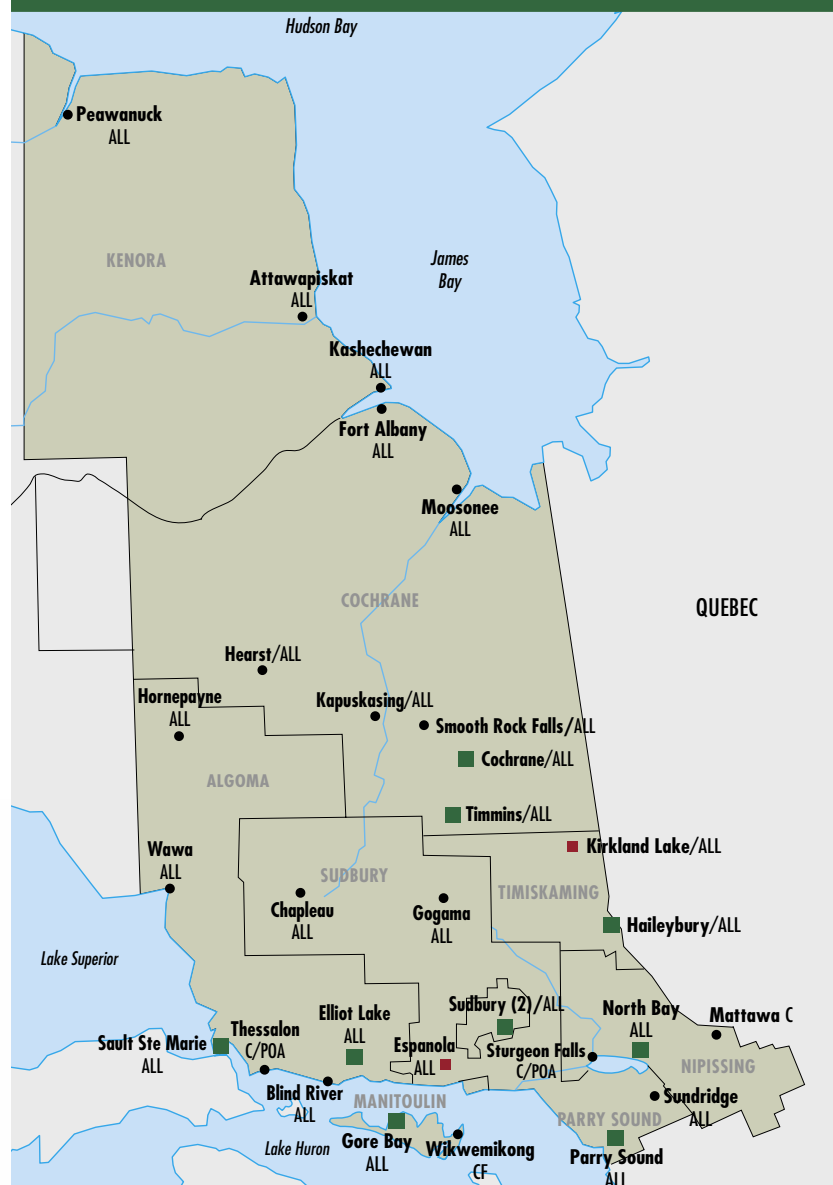 Hudson Bay
Peawanuck
ALL
KENORA
James
Bay
Attawapiskat
ALL
Kashechewan
ALL
Fort Albany
ALL
Moosonee
ALL
COCHRANE
QUEBEC
Hearst/ALL
Hornepayne
ALL
Kapuskasing/ALL
Smooth Rock Falls/ALL
Cochrane/ALL
ALGOMA
Timmins/ALL
Kirkland Lake/ALL
Wawa
ALL
SUDBURY
TIMISKAMING
Chapleau
ALL
Gogama
ALL
Haileybury/ALL
Lake Superior
Sudbury (2)/ALL
North Bay
ALL
Mattawa C
Elliot Lake
ALL
Thessalon
C/POA
Sault Ste Marie
ALL
Espanola
ALL
Sturgeon Falls
C/POA
NIPISSING
Blind River
ALL
MANITOULIN
Sundridge
ALL
PARRY SOUND
Lake Huron
Gore Bay
ALL
Wikwemikong
CF
Parry Sound
ALL